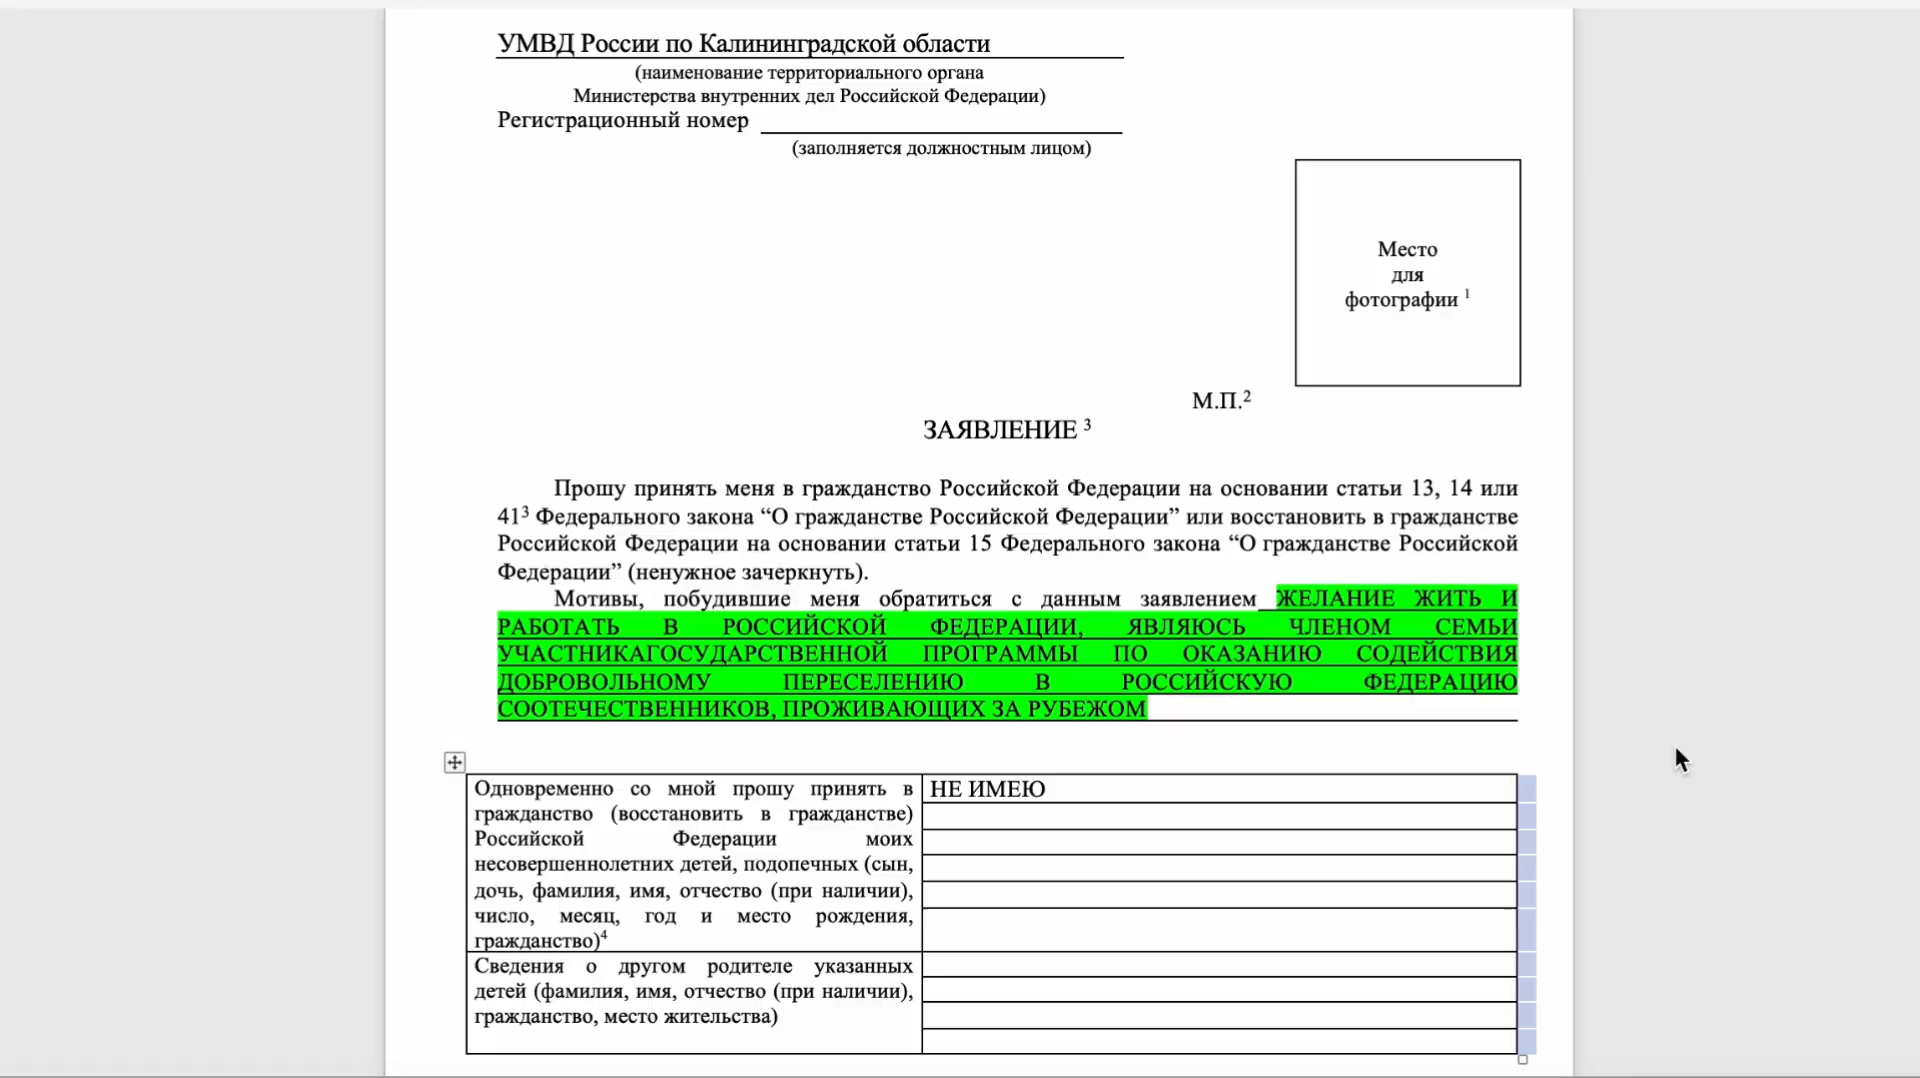 УМВД России по Калининградской области
(наименование территориального органа
Министерства внутренних дел Российской Федерации)
Регистрационный номер
(заполняется должностным лицом)
Место
для
фотографии ¹
М.П.²
ЗАЯВЛЕНИЕ ³
Прошу принять меня в гражданство Российской Федерации на основании статьи 13, 14 или
41³ Федерального закона “О гражданстве Российской Федерации” или восстановить в гражданстве
Российской Федерации на основании статьи 15 Федерального закона “О гражданстве Российской
Федерации” (ненужное зачеркнуть).
Мотивы, побудившие меня обратиться с данным заявлением ЖЕЛАНИЕ ЖИТЬ И
РАБОТАТЬ В РОССИЙСКОЙ ФЕДЕРАЦИИ, ЯВЛЯЮСЬ ЧЛЕНОМ СЕМЬИ
УЧАСТНИКАГОСУДАРСТВЕННОЙ ПРОГРАММЫ ПО ОКАЗАНИЮ СОДЕЙСТВИЯ
ДОБРОВОЛЬНОМУ ПЕРЕСЕЛЕНИЮ В РОССИЙСКУЮ ФЕДЕРАЦИЮ
СООТЕЧЕСТВЕННИКОВ, ПРОЖИВАЮЩИХ ЗА РУБЕЖОМ
Одновременно со мной прошу принять в
гражданство (восстановить в гражданстве)
Российской Федерации моих
несовершеннолетних детей, подопечных (сын,
дочь, фамилия, имя, отчество (при наличии),
число, месяц, год и место рождения,
гражданство)⁴
НЕ ИМЕЮ
Сведения о другом родителе указанных
детей (фамилия, имя, отчество (при наличии),
гражданство, место жительства)